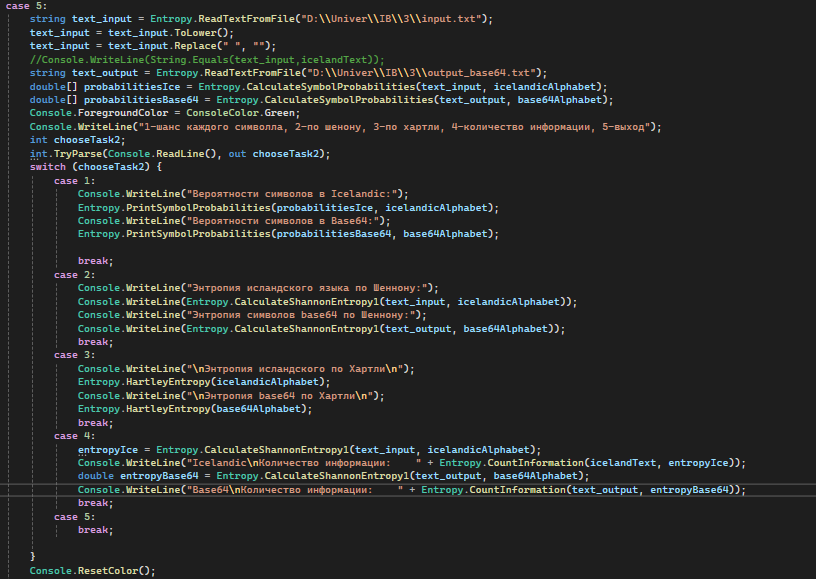 case 5:
string text_input = Entropy.ReadTextFromFile("D:\\Univer\\IB\\3\\input.txt");
text_input = text_input.ToLower();
text_input = text_input.Replace(" ", "");
//Console.WriteLine(String.Equals(text_input,icelandText));
string text_output = Entropy.ReadTextFromFile("D:\\Univer\\IB\\3\\output_base64.txt");
double[] probabilitiesIce = Entropy.CalculateSymbolProbabilities(text_input, icelandicAlphabet);
double[] probabilitiesBase64 = Entropy.CalculateSymbolProbabilities(text_output, base64Alphabet);
Console.ForegroundColor = ConsoleColor.Green;
Console.WriteLine("1-шанс каждого символла, 2-по шенону, 3-по хартли, 4-количество информации, 5-выход");
int chooseTask2;
int.TryParse(Console.ReadLine(), out chooseTask2);
switch (chooseTask2) {
case 1:
Console.WriteLine("Вероятности символов в Icelandic:");
Entropy.PrintSymbolProbabilities(probabilitiesIce, icelandicAlphabet);
Console.WriteLine("Вероятности символов в Base64:");
Entropy.PrintSymbolProbabilities(probabilitiesBase64, base64Alphabet);
break;
case 2:
Console.WriteLine("Энтропия исландского языка по Шеннону:");
Console.WriteLine(Entropy.CalculateShannonEntropy1(text_input, icelandicAlphabet));
Console.WriteLine("Энтропия символов base64 по Шеннону:");
Console.WriteLine(Entropy.CalculateShannonEntropy1(text_output, base64Alphabet));
break;
case 3:
Console.WriteLine("\nЭнтропия исландского по Хартли\n");
Entropy.HartleyEntropy(icelandicAlphabet);
Console.WriteLine("\nЭнтропия base64 по Хартли\n");
Entropy.HartleyEntropy(base64Alphabet);
break;
case 4:
entropyIce = Entropy.CalculateShannonEntropy1(text_input, icelandicAlphabet);
Console.WriteLine("Icelandic\nКоличество информации:    " + Entropy.CountInformation(icelandText, entropyIce));
double entropyBase64 = Entropy.CalculateShannonEntropy1(text_output, base64Alphabet);
Console.WriteLine("Base64\nКоличество информации:    " + Entropy.CountInformation(text_output, entropyBase64));
break;
case 5:
break;
}
Console.ResetColor();